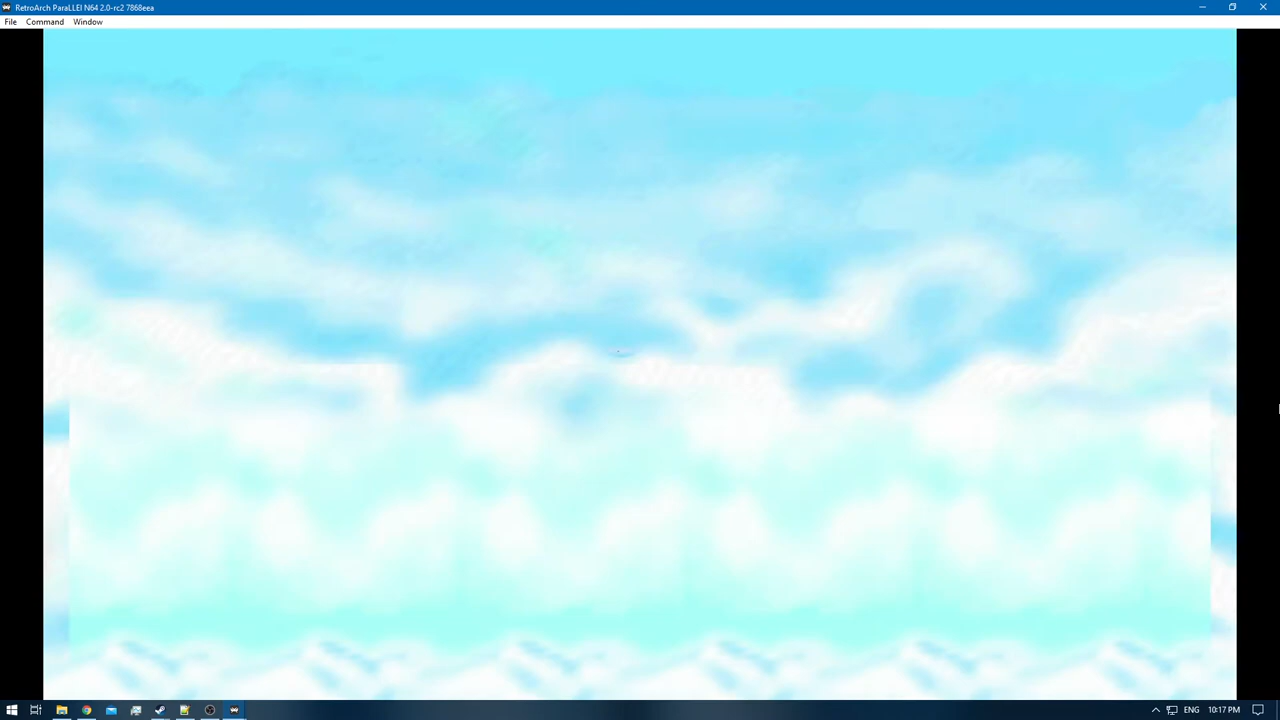 RetroArch ParaLLEl N64 2.0-rc2 7868eea
File Command Window
ENG 10:17 PM